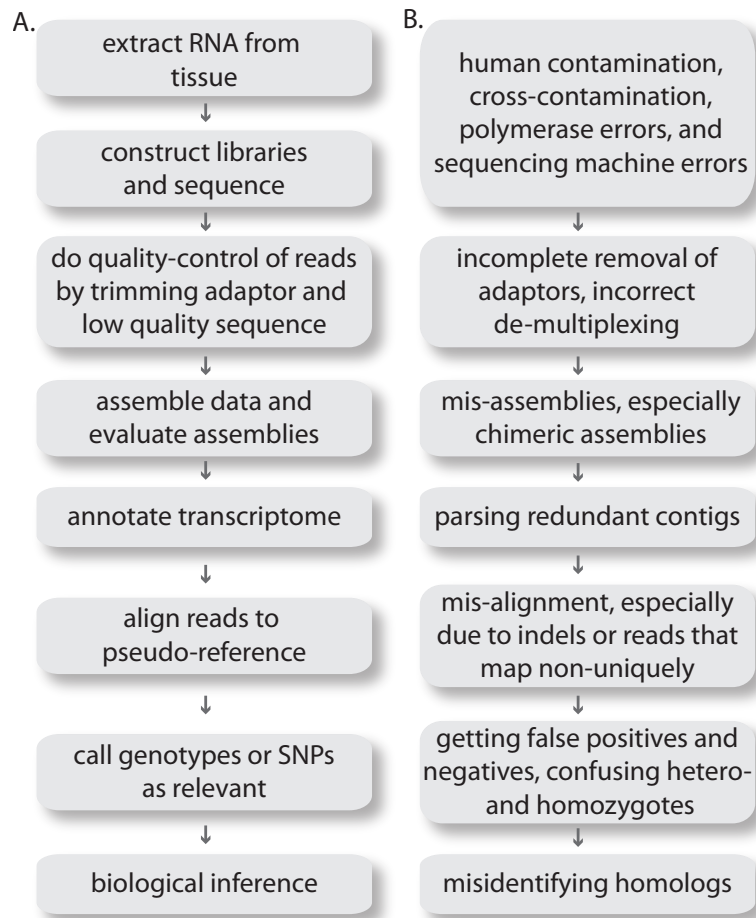 A.
extract RNA from
tissue
construct libraries
and sequence
do quality-control of reads
by trimming adaptor and
low quality sequence
assemble data and
evaluate assemblies
annotate transcriptome
align reads to
pseudo-reference
call genotypes or SNPs
as relevant
biological inference
B.
human contamination,
cross-contamination,
polymerase errors, and
sequencing machine errors
incomplete removal of
adaptors, incorrect
de-multiplexing
mis-assemblies, especially
chimeric assemblies
parsing redundant contigs
mis-alignment, especially
due to indels or reads that
map non-uniquely
getting false positives and
negatives, confusing hetero-
and homozygotes
misidentifying homologs